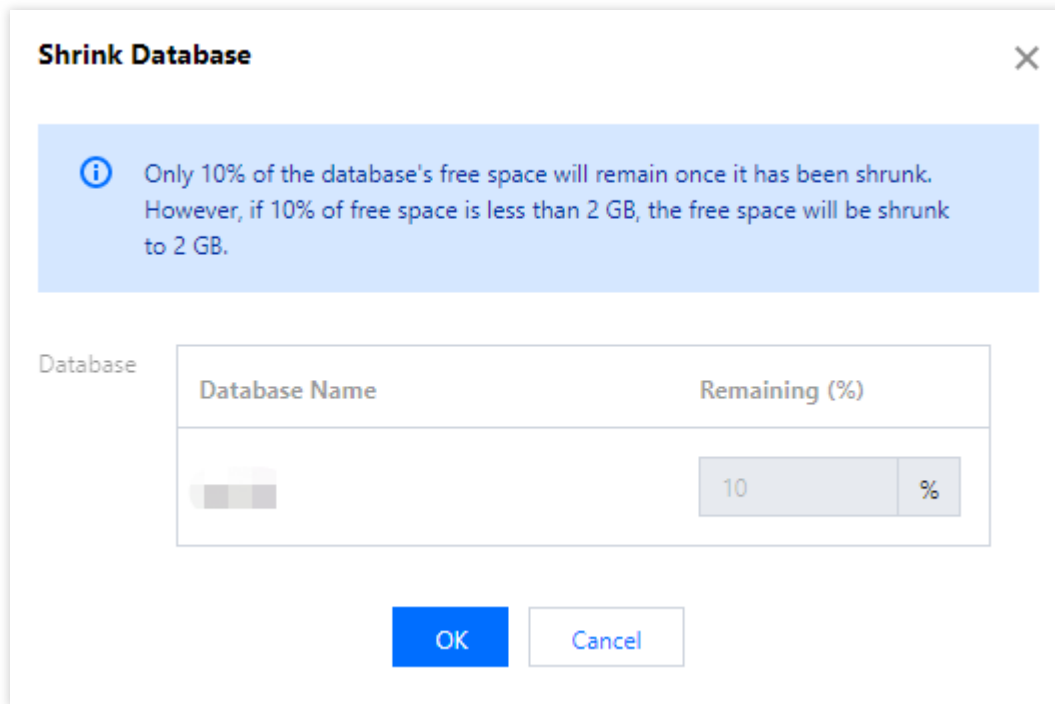 Shrink Database
Only 10% of the database's free space will remain once it has been shrunk.
However, if 10% of free space is less than 2 GB, the free space will be shrunk
to 2 GB.
Database
Database Name Remaining (%)
10 %
OK Cancel